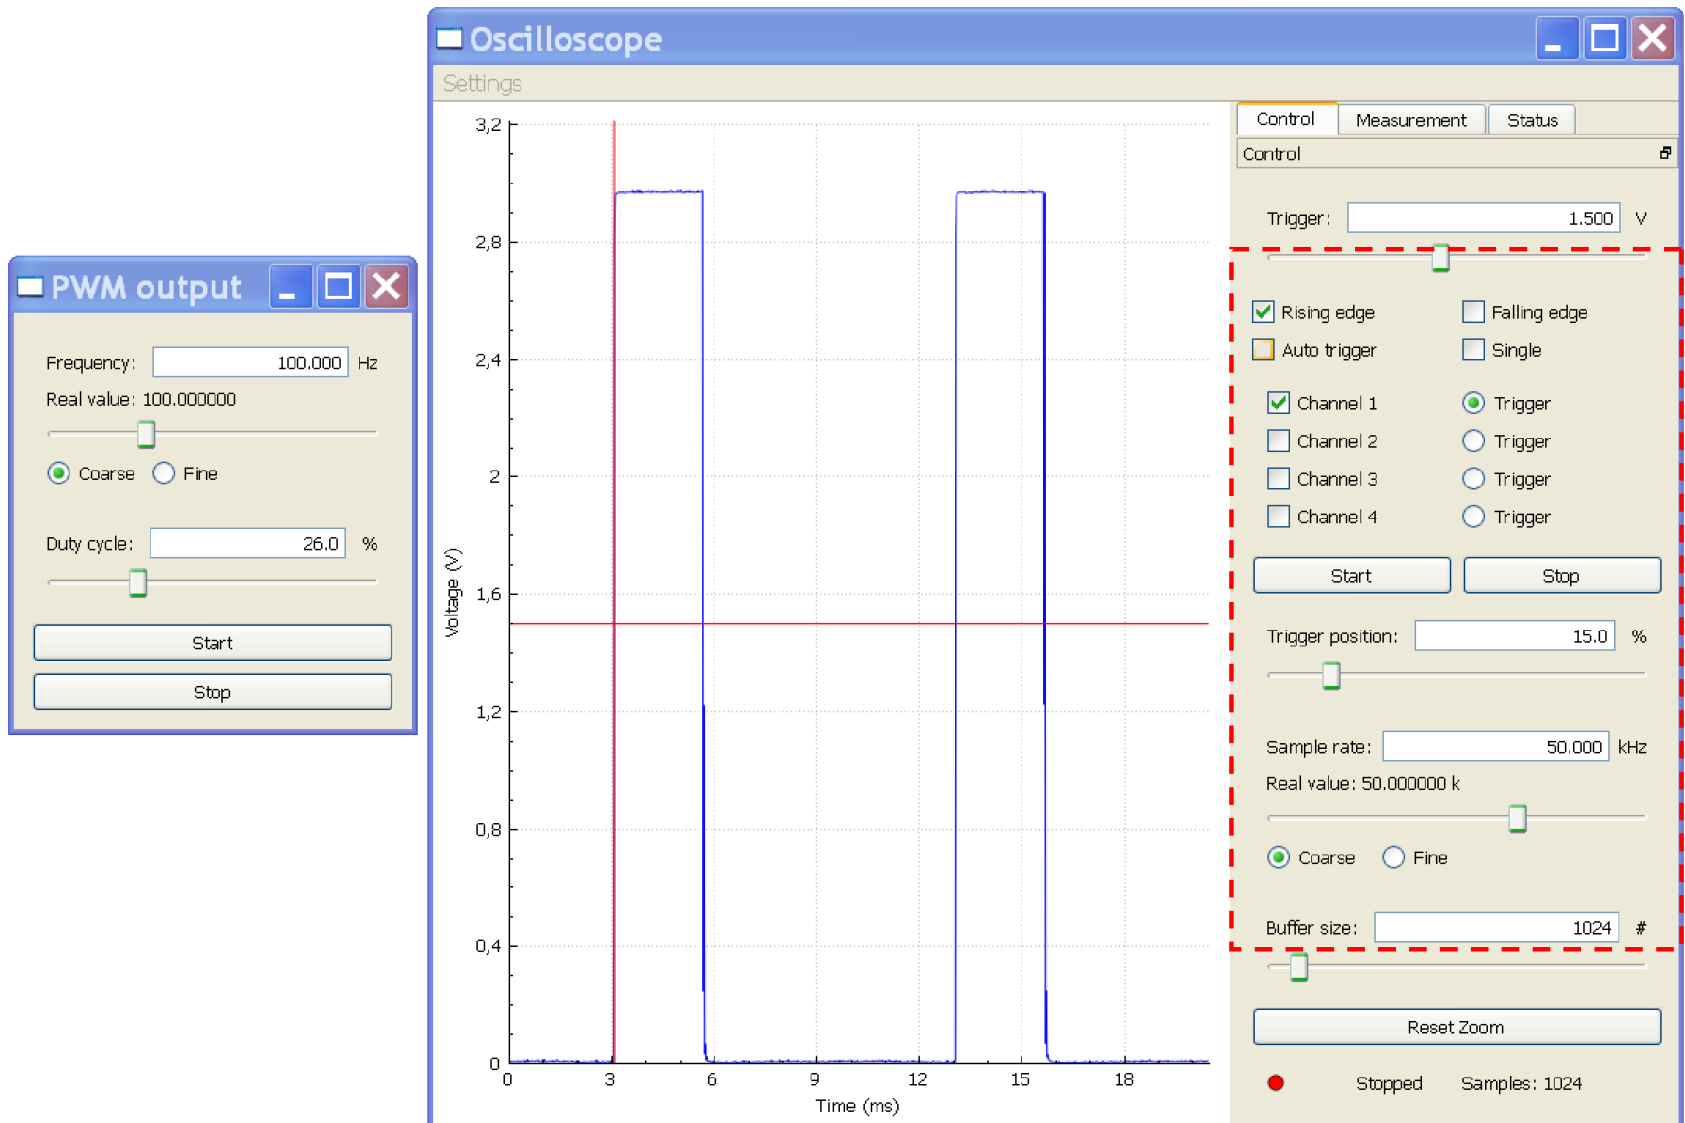 PWM output
Frequency: 100.000 Hz
Real value: 100.000000
Coarse Fine
Duty cycle: 26.0 %
Start
Stop
Oscilloscope
Settings
3,2
2,8
2,4
2
1,6
1,2
0,8
0,4
0
Voltage (V)
0 3 6 9 12 15 18
Time (ms)
Control Measurement Status
Control
Trigger: 1.500 V
Rising edge Falling edge
Auto trigger Single
Channel 1 Trigger
Channel 2 Trigger
Channel 3 Trigger
Channel 4 Trigger
Start Stop
Trigger position: 15.0 %
Sample rate: 50.000 kHz
Real value: 50.000000 k
Coarse Fine
Buffer size: 1024 #
Reset Zoom
Stopped Samples: 1024